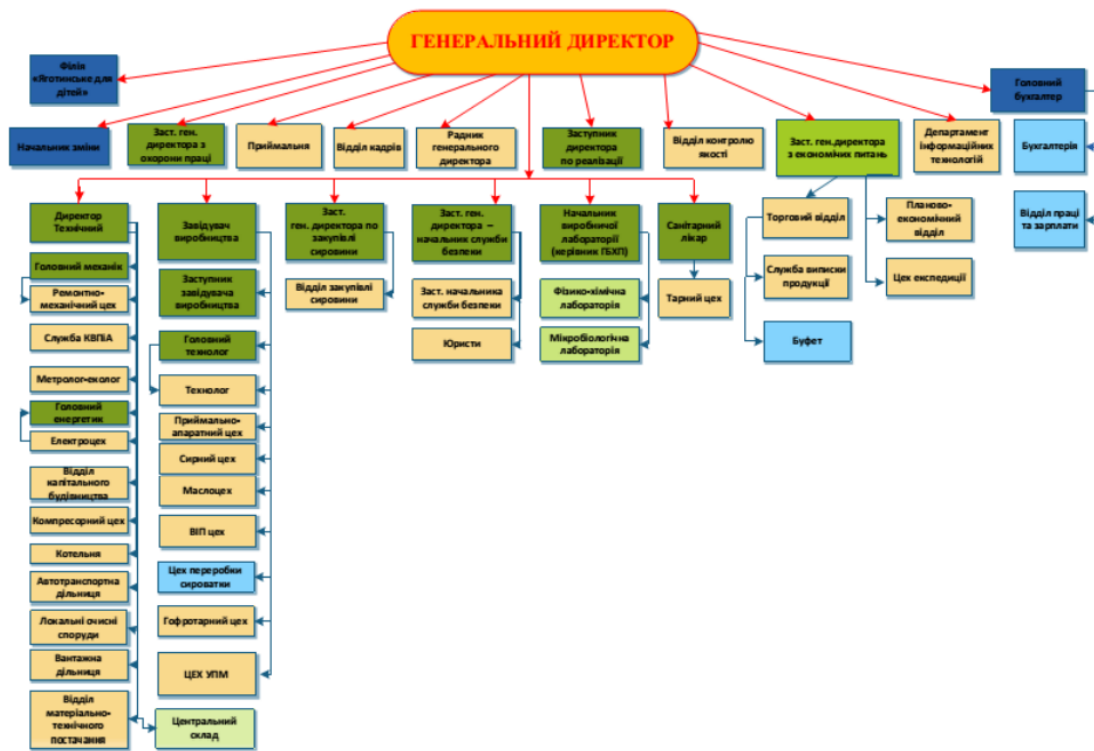 ГЕНЕРАЛЬНИЙ ДИРЕКТОР
Філія
«Яготинське для
дітей»
Головний
бухгалтер
Начальник зміни
Заст. ген.
директора з
охорони праці
Приймальня
Відділ кадрів
Радник
генерального
директора
Заступник
директора
по реалізації
Відділ контролю
якості
Заст. ген.директора
з економічих питань
Департамент
інформаційних
технологій
Бухгалтерія
Відділ праці
та зарплати
Директор
Технічний
Головний механік
Ремонтно-
механічний цех
Служба КВПіА
Метролог-еколог
Головний
енергетик
Електроцех
Відділ
капітального
будівництва
Компресорний цех
Котельня
Автотранспортна
дільниця
Локальні очисні
споруди
Вантажна
дільниця
Відділ
матеріально-
технічного
постачання
Центральний
склад
Завідувач
виробництва
Заступник
завідувача
виробництва
Головний
технолог
Технолог
Приймально-
апаратний цех
Сирний цех
Маслоцех
ВІП цех
Цех переробки
сироватки
Гофротарний цех
ЦЕХ УПМ
Заст.
ген. директора по
закупівлі
сировини
Відділ закупівлі
сировини
Заст. ген.
директора –
начальник служби
безпеки
Заст. начальника
служби безпеки
Юристи
Начальник
виробничої
лабораторії
(керівник ГБХП)
Фізико-хімічна
лабораторія
Мікробіологічна
лабораторія
Санітарний
лікар
Тарний цех
Торговий відділ
Служба виписки
продукції
Буфет
Планово-
економічний
відділ
Цех експедиції